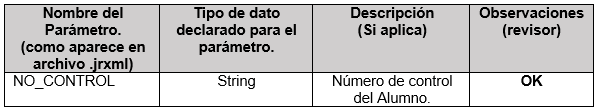 Nombre del
Parámetro.
(como aparece en
archivo .jrxml)
Tipo de dato
declarado para el
parámetro.
Descripción
(Si aplica)
Observaciones
(revisor)
NO_CONTROL
String
Número de control
del Alumno.
OK